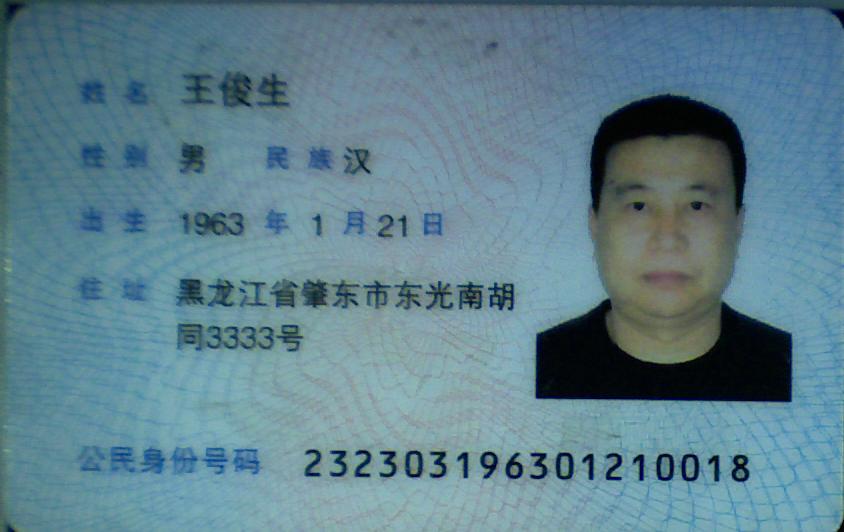 姓名 王俊生
性别 男 民族 汉
出生 1963 年 1 月 21 日
住址 黑龙江省肇东市东光南胡
同3333号
公民身份号码 232303196301210018